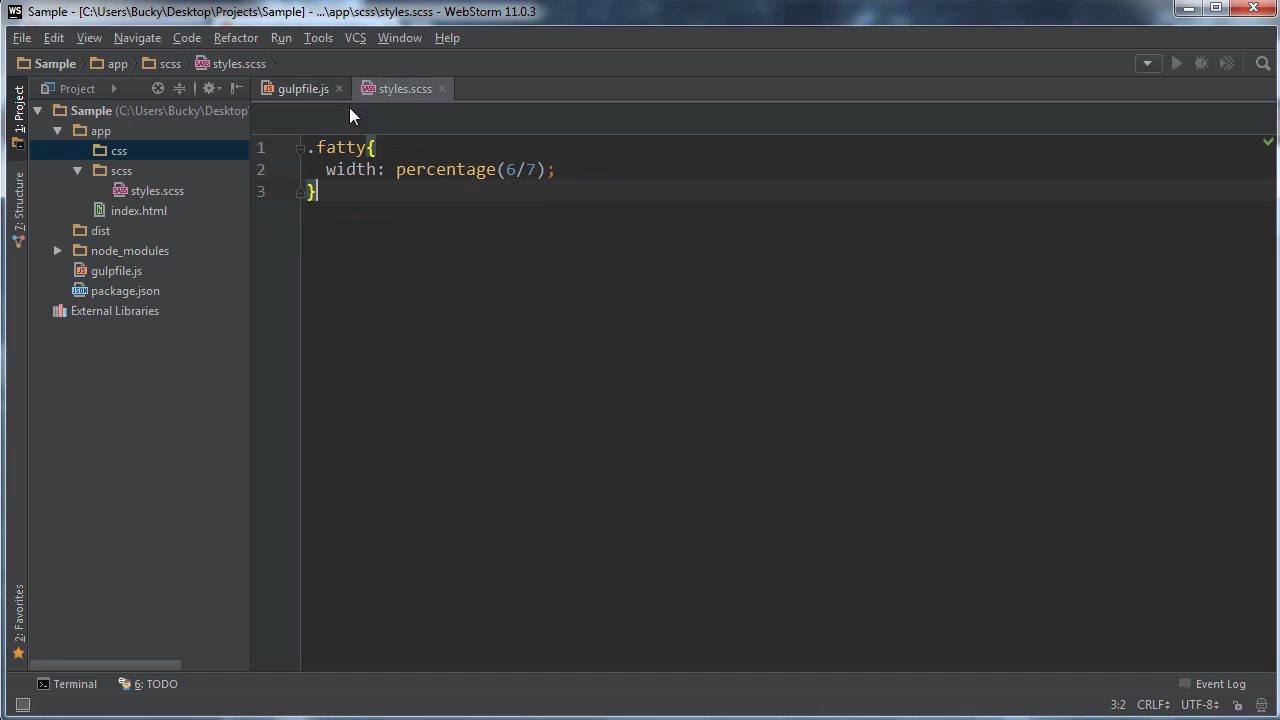 WS Sample - [C:\Users\Bucky\Desktop\Projects\Sample] - ...\app\scss\styles.scss - WebStorm 11.0.3
File Edit View Navigate Code Refactor Run Tools VCS Window Help
Sample app scss styles.scss
Project gulpfile.js styles.scss
1: Project
7: Structure
2: Favorites
Sample (C:\Users\Bucky\Desktop
app
css
scss
styles.scss
index.html
dist
node_modules
gulpfile.js
package.json
External Libraries
1 .fatty{
2 width: percentage(6/7);
3 }
Terminal 6: TODO Event Log
3:2 CRLF UTF-8